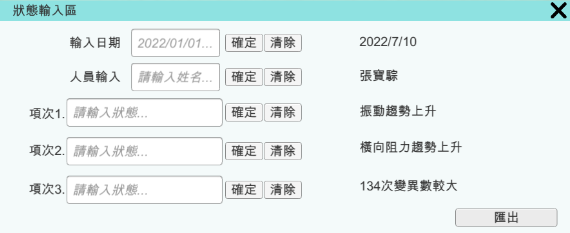 狀態輸入區
輸入日期 2022/01/01... 確定 清除 2022/7/10
人員輸入 請輸入姓名... 確定 清除 張寶騄
項次1. 請輸入狀態... 確定 清除 振動趨勢上升
項次2. 請輸入狀態... 確定 清除 橫向阻力趨勢上升
項次3. 請輸入狀態... 確定 清除 134次變異數較大
匯出